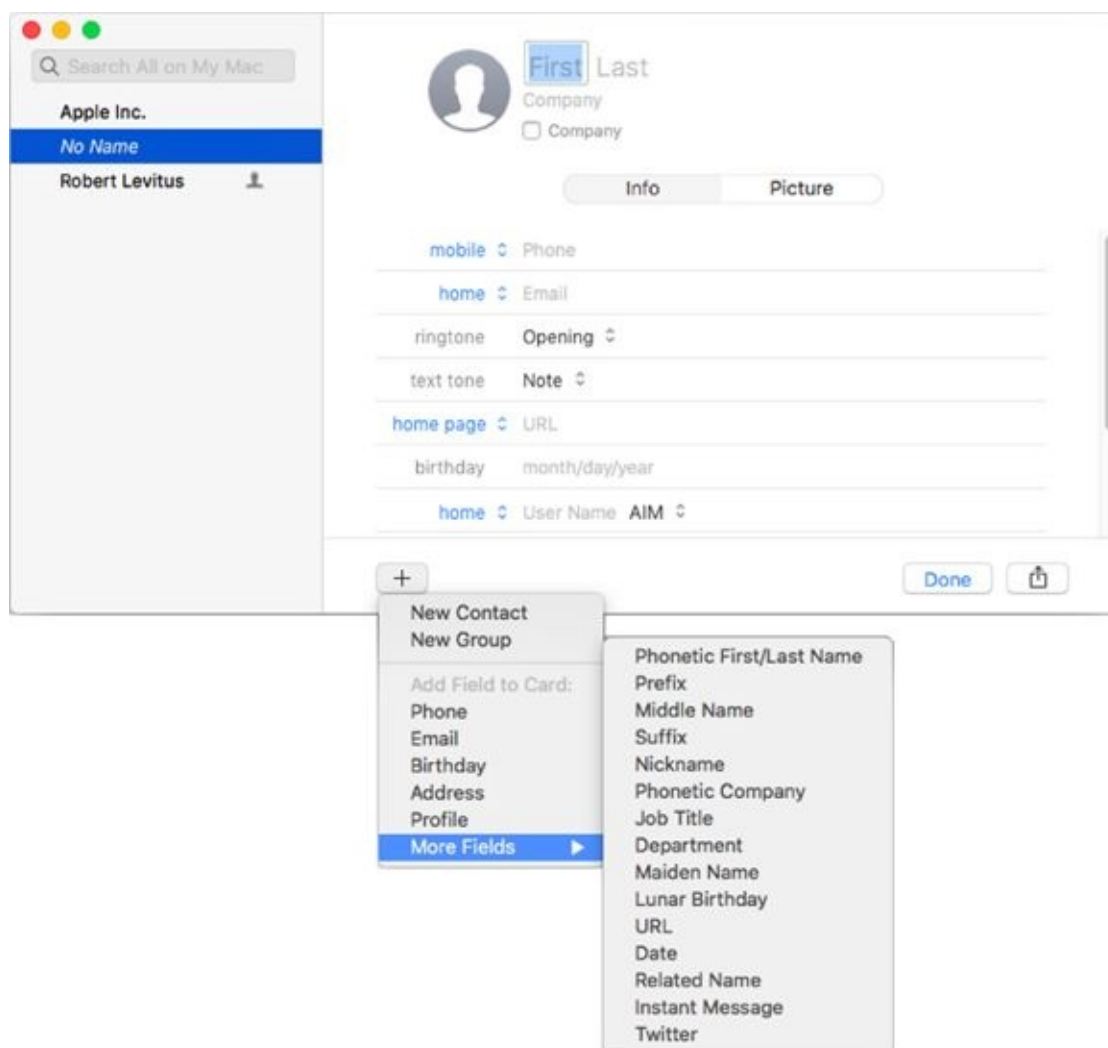 Search All on My Mac
Apple Inc.
No Name
Robert Levitus
First Last
Company
Company
Info Picture
mobile Phone
home Email
ringtone Opening
text tone Note
home page URL
birthday month/day/year
home User Name AIM
+
Done
New Contact
New Group
Add Field to Card:
Phone
Email
Birthday
Address
Profile
More Fields
Phonetic First/Last Name
Prefix
Middle Name
Suffix
Nickname
Phonetic Company
Job Title
Department
Maiden Name
Lunar Birthday
URL
Date
Related Name
Instant Message
Twitter